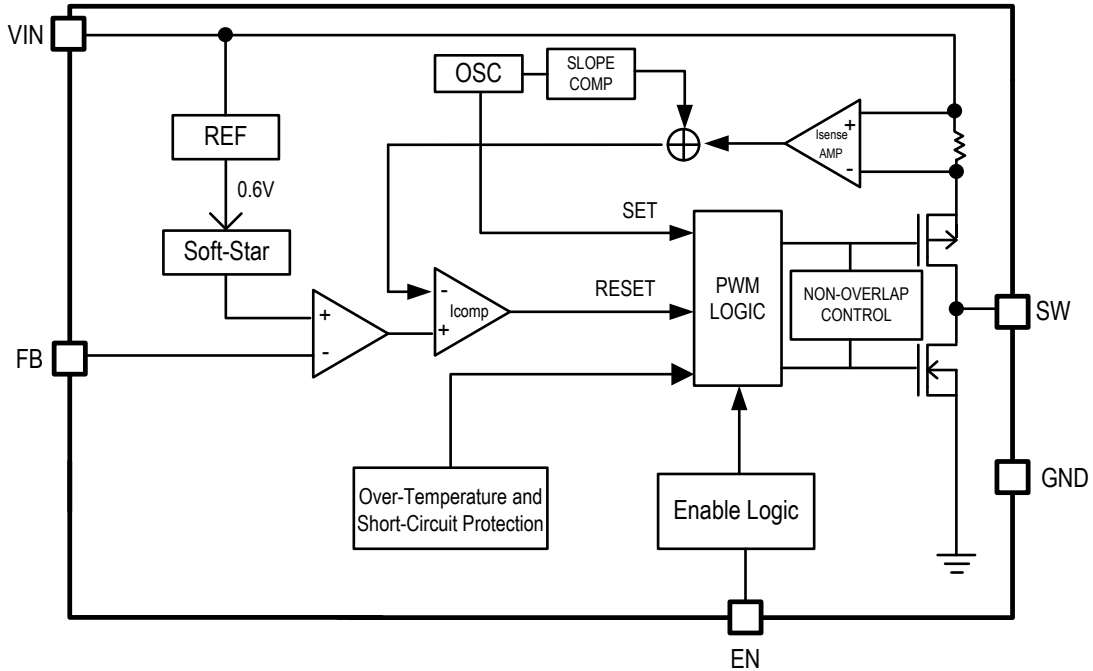 VIN
OSC
SLOPE
COMP
REF
Isense
AMP
+
-
0.6V
SET
Soft-Star
PWM
LOGIC
NON-OVERLAP
CONTROL
RESET
-
Icomp
+
+
-
SW
FB
GND
Over-Temperature and
Short-Circuit Protection
Enable Logic
EN